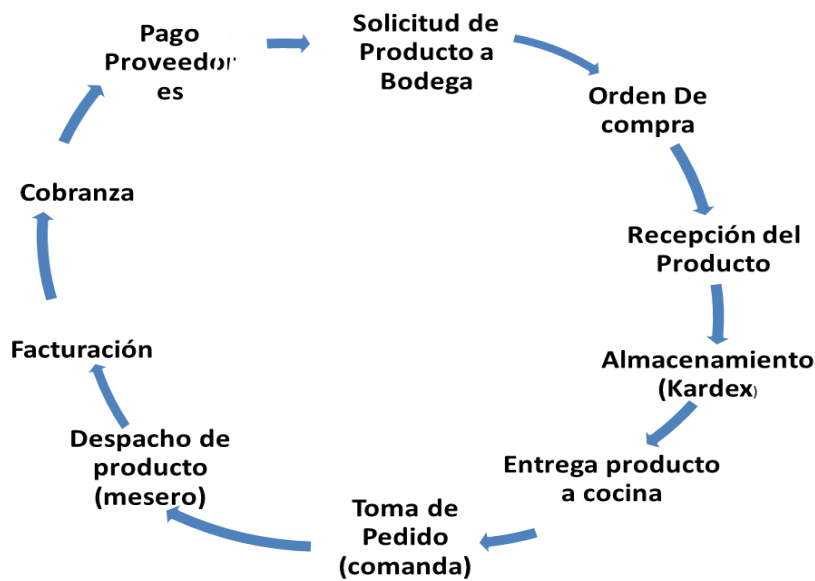 Solicitud de
Producto a
Bodega
Orden De
compra
Recepción del
Producto
Almacenamiento
(Kardex)
Entrega producto
a cocina
Toma de
Pedido
(comanda)
Despacho de
producto
(mesero)
Facturación
Cobranza
Pago
Proveedor
es